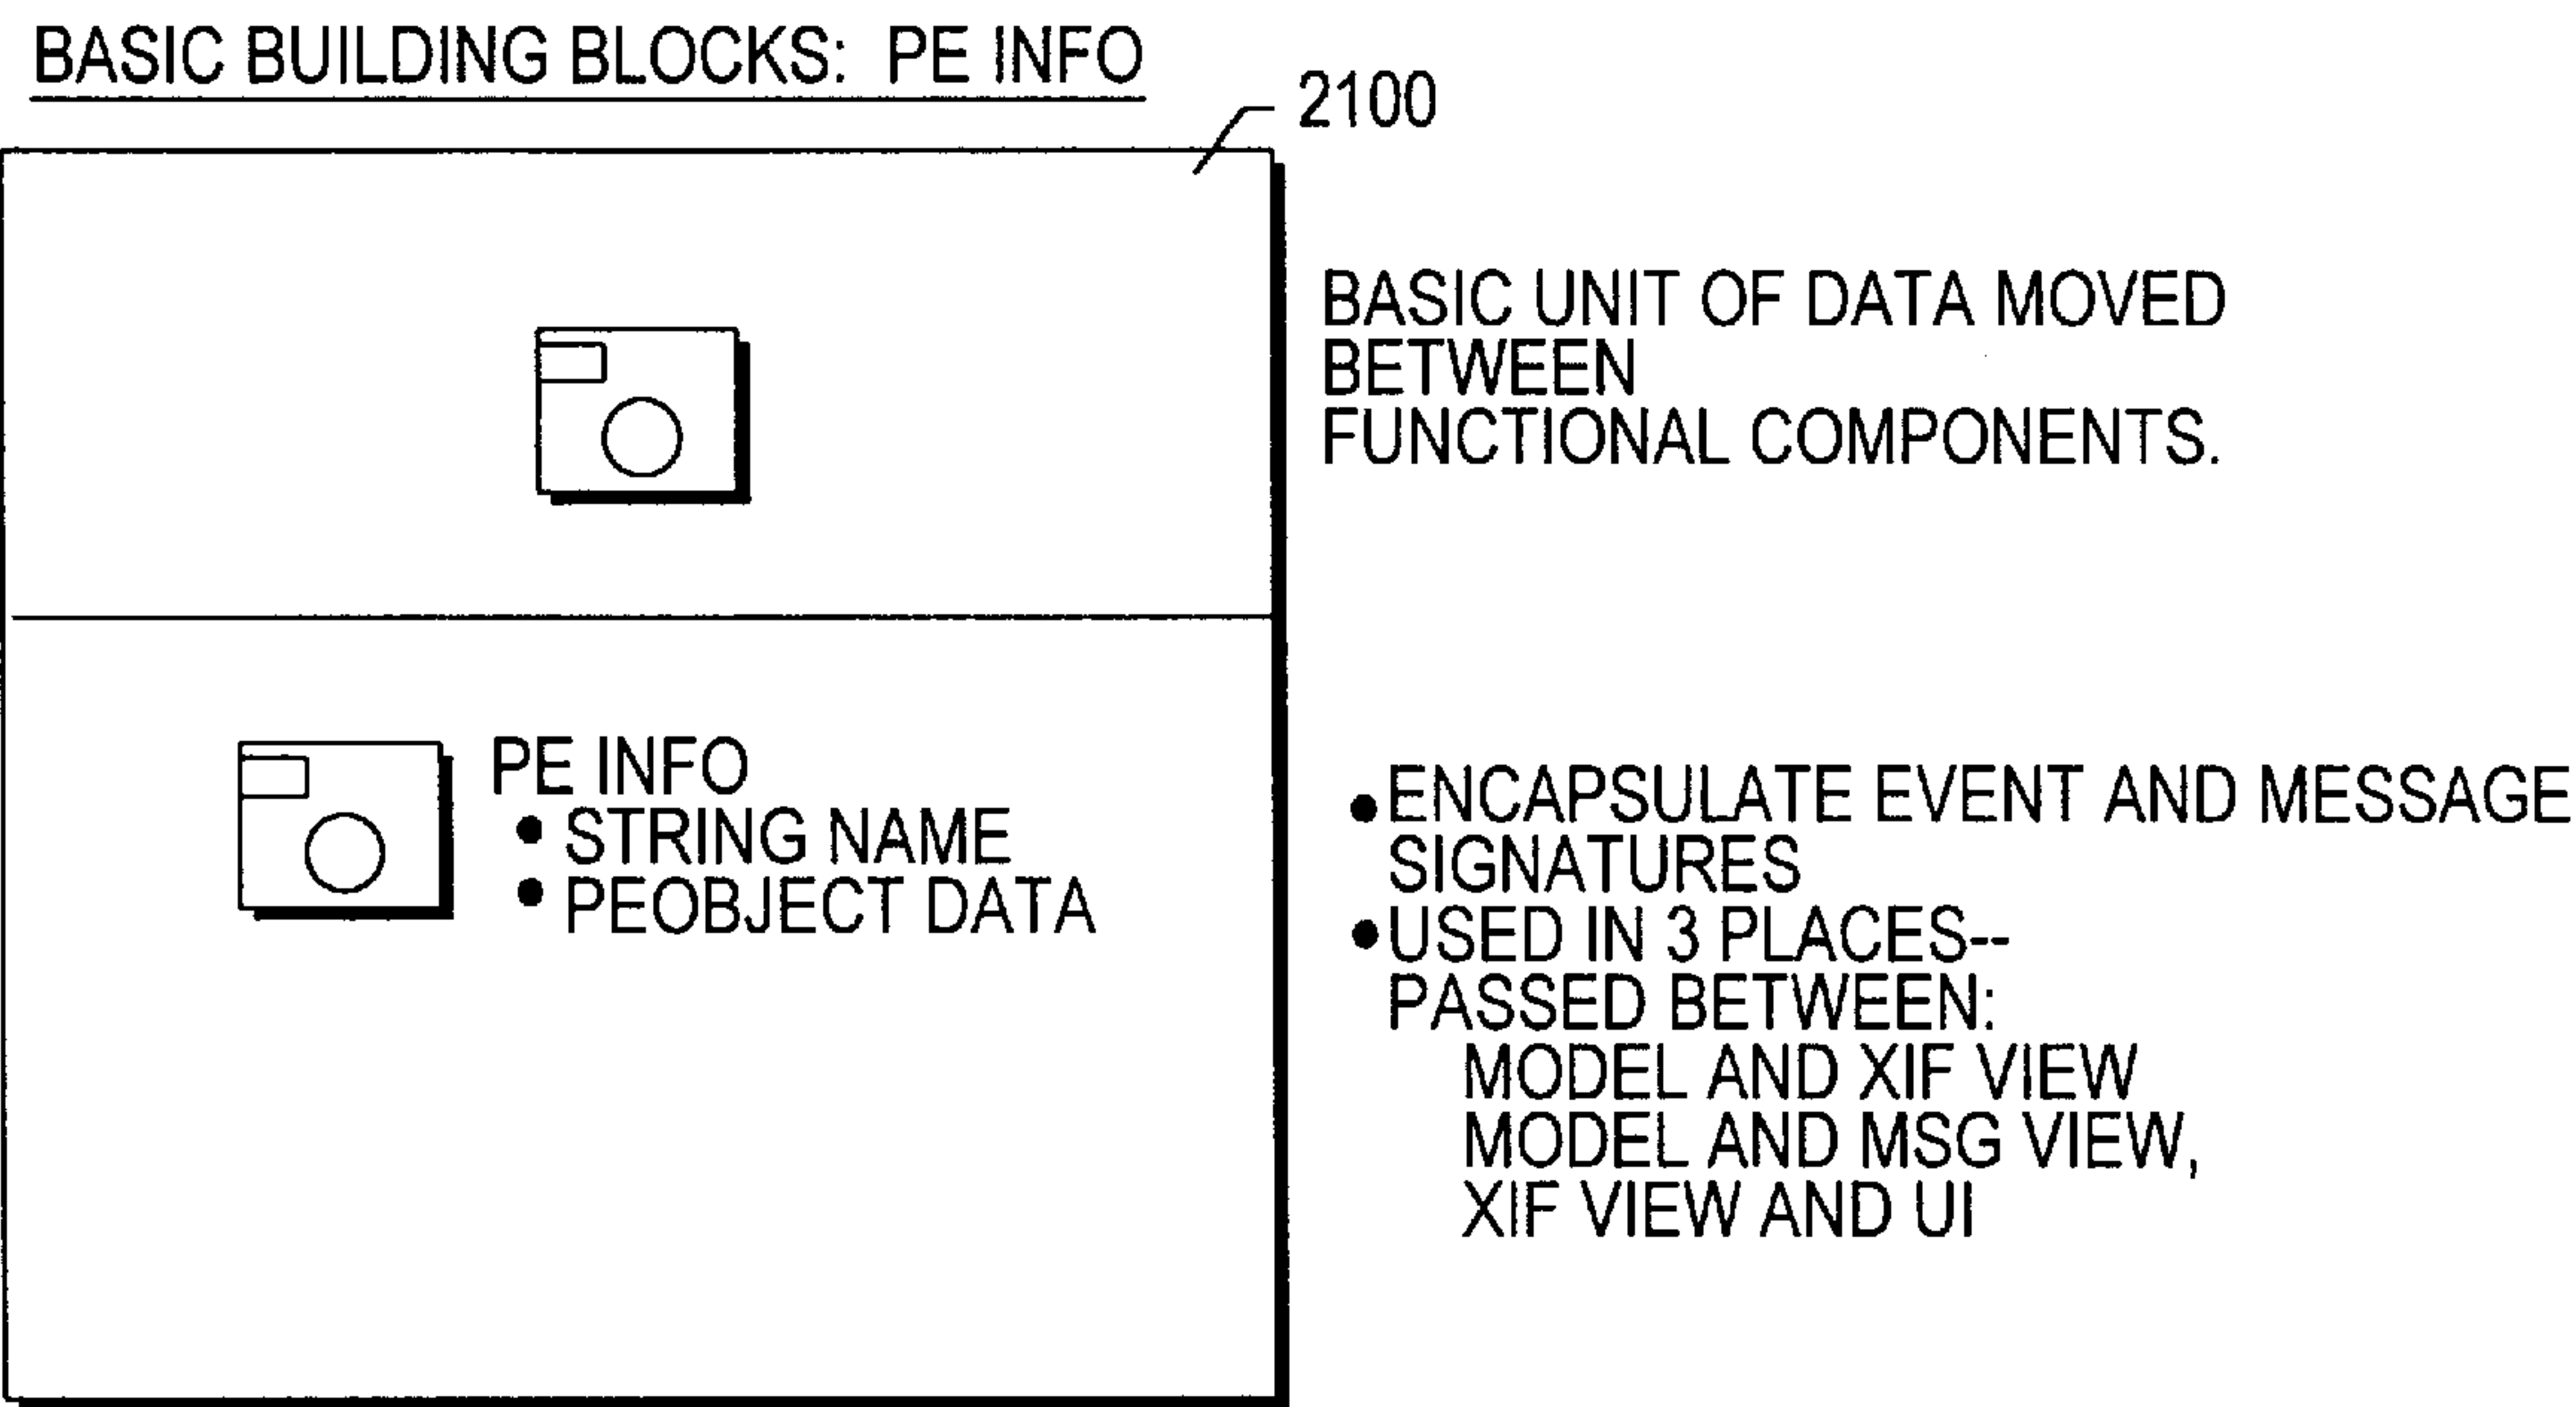 BASIC BUILDING BLOCKS: PE INFO
2100
BASIC UNIT OF DATA MOVED
BETWEEN
FUNCTIONAL COMPONENTS.
PE INFO
• STRING NAME
• PEOBJECT DATA
• ENCAPSULATE EVENT AND MESSAGE
SIGNATURES
• USED IN 3 PLACES--
PASSED BETWEEN:
MODEL AND XIF VIEW
MODEL AND MSG VIEW,
XIF VIEW AND UI